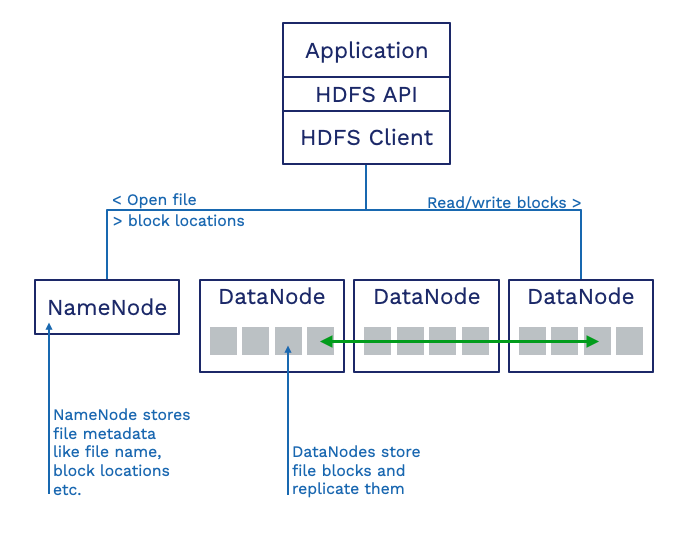 Application
HDFS API
HDFS Client
< Open file
> block locations
Read/write blocks >
NameNode
DataNode
DataNode
DataNode
NameNode stores
file metadata
like file name,
block locations
etc.
DataNodes store
file blocks and
replicate them